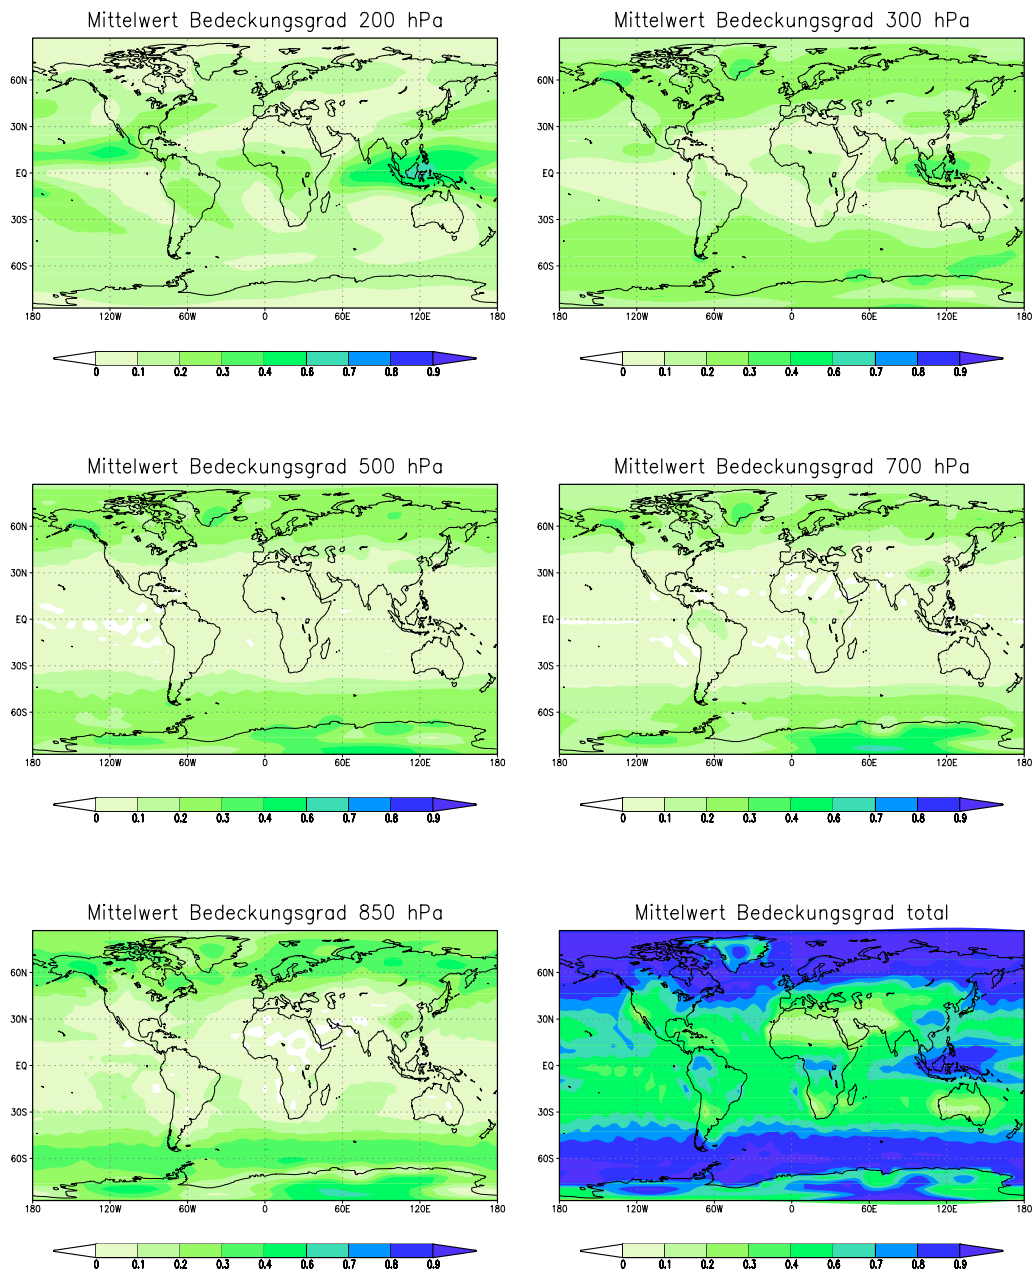 Mittelwert Bedeckungsgrad 200 hPa
60N
30N
EQ
30S
60S
180 120W 60W 0 60E 120E 180
0 0.1 0.2 0.3 0.4 0.6 0.7 0.8 0.9
Mittelwert Bedeckungsgrad 300 hPa
60N
30N
EQ
30S
60S
180 120W 60W 0 60E 120E 180
0 0.1 0.2 0.3 0.4 0.6 0.7 0.8 0.9
Mittelwert Bedeckungsgrad 500 hPa
60N
30N
EQ
30S
60S
180 120W 60W 0 60E 120E 180
0 0.1 0.2 0.3 0.4 0.6 0.7 0.8 0.9
Mittelwert Bedeckungsgrad 700 hPa
60N
30N
EQ
30S
60S
180 120W 60W 0 60E 120E 180
0 0.1 0.2 0.3 0.4 0.6 0.7 0.8 0.9
Mittelwert Bedeckungsgrad 850 hPa
60N
30N
EQ
30S
60S
180 120W 60W 0 60E 120E 180
0 0.1 0.2 0.3 0.4 0.6 0.7 0.8 0.9
Mittelwert Bedeckungsgrad total
60N
30N
EQ
30S
60S
180 120W 60W 0 60E 120E 180
0 0.1 0.2 0.3 0.4 0.6 0.7 0.8 0.9